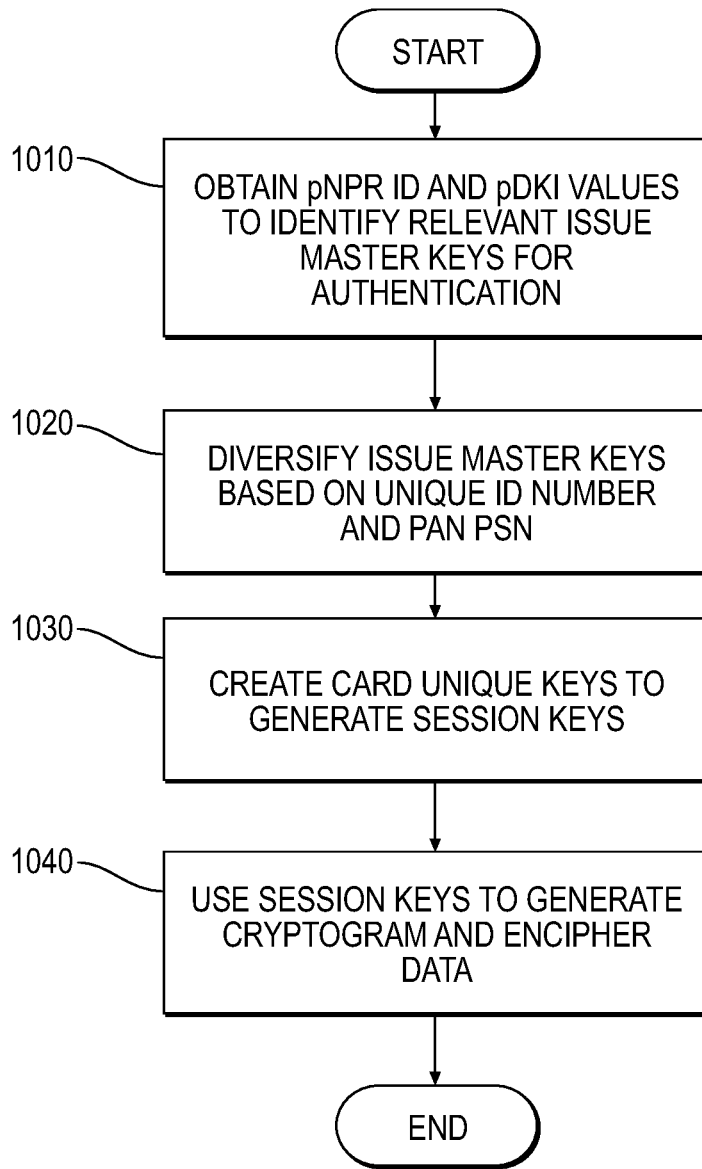 START
1010
OBTAIN pNPR ID AND pDKI VALUES
TO IDENTIFY RELEVANT ISSUE
MASTER KEYS FOR
AUTHENTICATION
1020
DIVERSIFY ISSUE MASTER KEYS
BASED ON UNIQUE ID NUMBER
AND PAN PSN
1030
CREATE CARD UNIQUE KEYS TO
GENERATE SESSION KEYS
1040
USE SESSION KEYS TO GENERATE
CRYPTOGRAM AND ENCIPHER
DATA
END